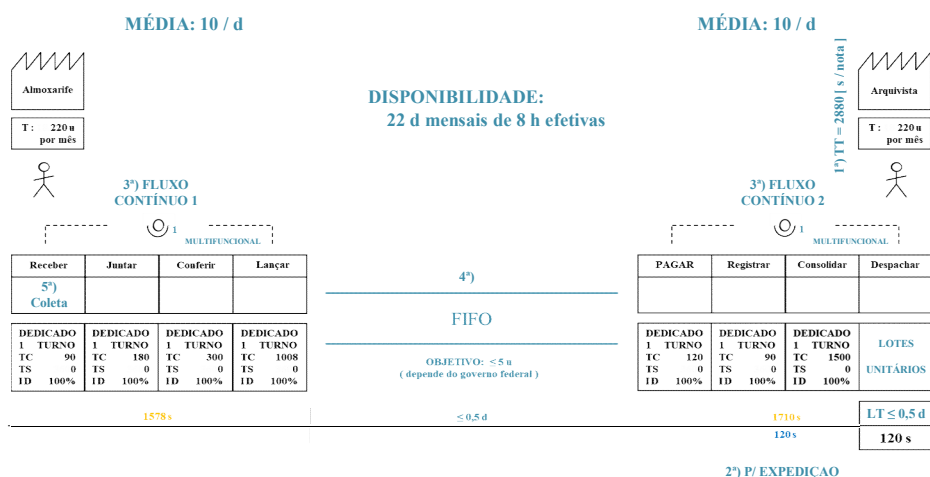 MÉDIA: 10 / d
MÉDIA: 10 / d
Almoxarife
T : 220 u
por mês
DISPONIBILIDADE:
22 d mensais de 8 h efetivas
1ª) TT = 2880 [ s / nota ]
Arquivista
T : 220 u
por mês
3ª) FLUXO
CONTÍNUO 1
1
MULTIFUNCIONAL
3ª) FLUXO
CONTÍNUO 2
1
MULTIFUNCIONAL
Receber Juntar Conferir Lançar
5ª)
Coleta
DEDICADO DEDICADO DEDICADO DEDICADO
1 TURNO 1 TURNO 1 TURNO 1 TURNO
TC 90 TC 180 TC 300 TC 1008
TS 0 TS 0 TS 0 TS 0
ID 100% ID 100% ID 100% ID 100%
4ª)
FIFO
OBJETIVO: < 5 u
( depende do governo federal )
PAGAR Registrar Consolidar Despachar
DEDICADO DEDICADO DEDICADO
1 TURNO 1 TURNO 1 TURNO
TC 120 TC 90 TC 1500
TS 0 TS 0 TS 0
ID 100% ID 100% ID 100%
LOTES
UNITÁRIOS
1578 s
≤ 0,5 d
1710 s
120 s
LT ≤ 0,5 d
120 s
2ª) P/ EXPEDIÇAO